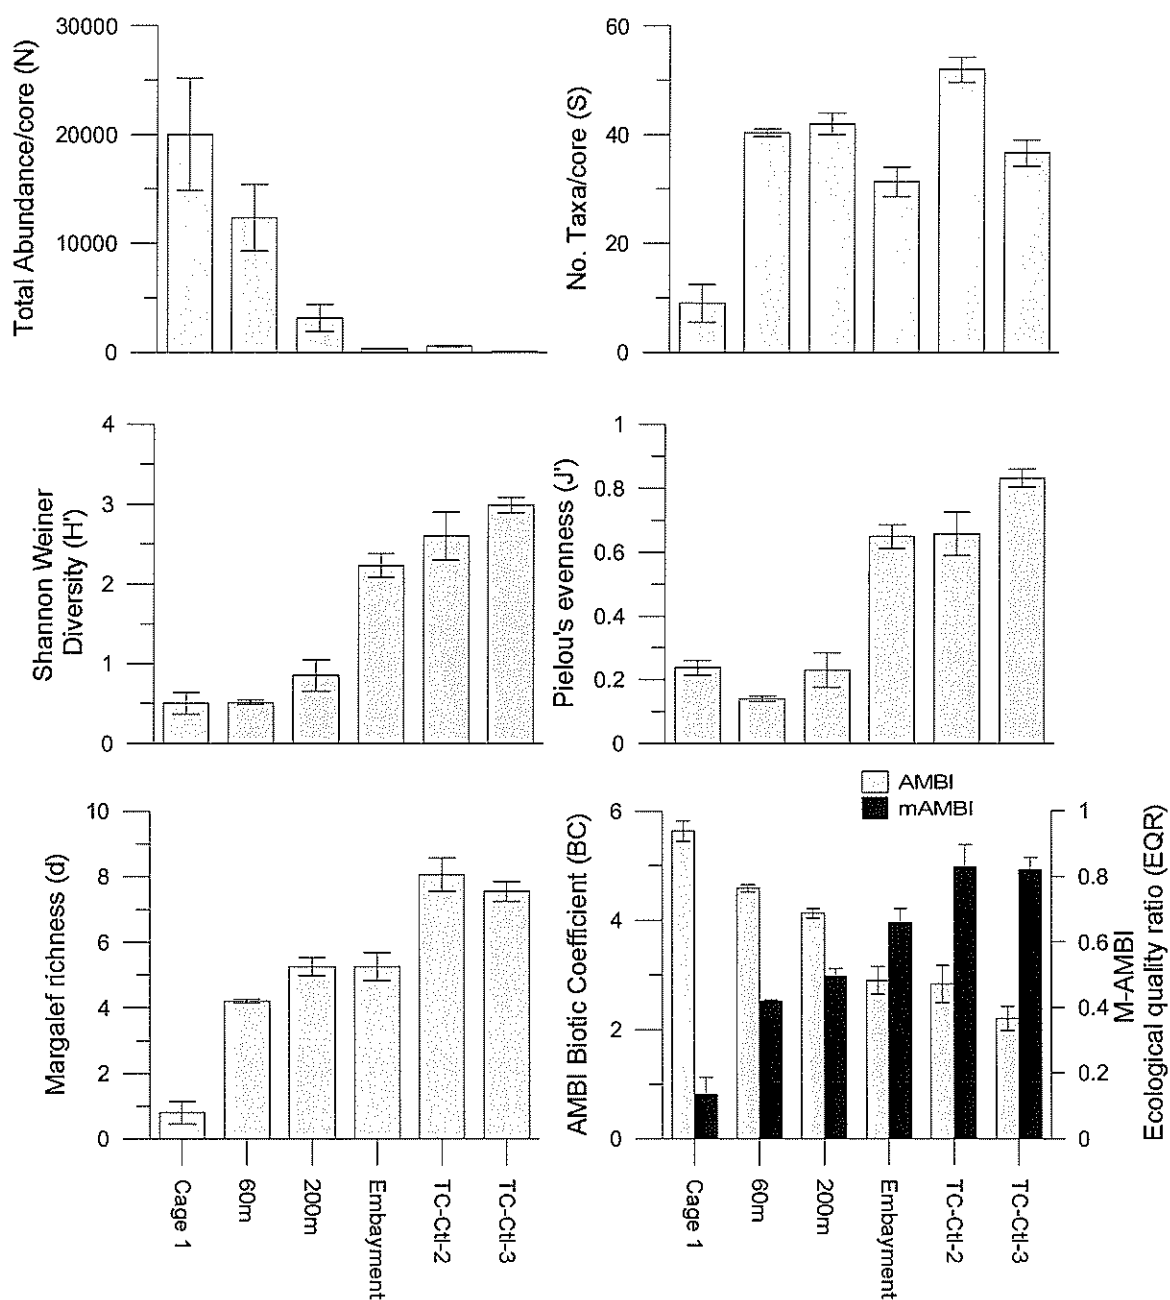 Total Abundance/core (N)
30000
20000
10000
0
No. Taxa/core (S)
60
40
20
0
Shannon Weiner
Diversity (H')
4
3
2
1
0
Pielou's evenness (J')
1
0.8
0.6
0.4
0.2
0
Margalef richness (d)
10
8
6
4
2
0
Cage 1
60m
200m
Embayment
TC-Ctl-2
TC-Ctl-3
AMBI
mAMBI
AMBI Biotic Coefficient (BC)
6
4
2
0
1
0.8
0.6
0.4
0.2
0
M-AMBI
Ecological quality ratio (EQR)
Cage 1
60m
200m
Embayment
TC-Ctl-2
TC-Ctl-3